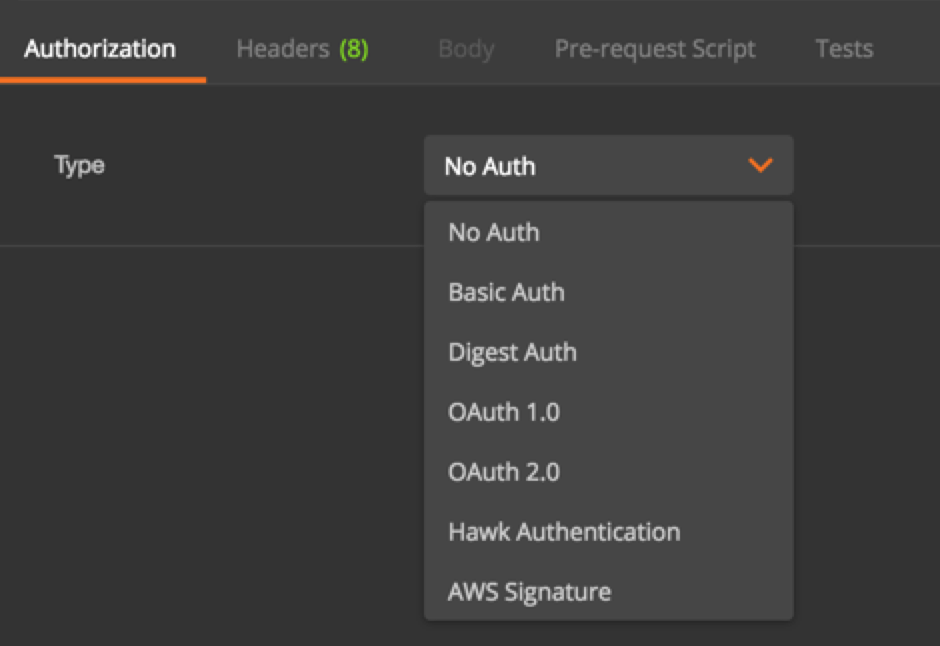 Authorization Headers (8) Body Pre-request Script Tests
Type No Auth
No Auth
Basic Auth
Digest Auth
OAuth 1.0
OAuth 2.0
Hawk Authentication
AWS Signature